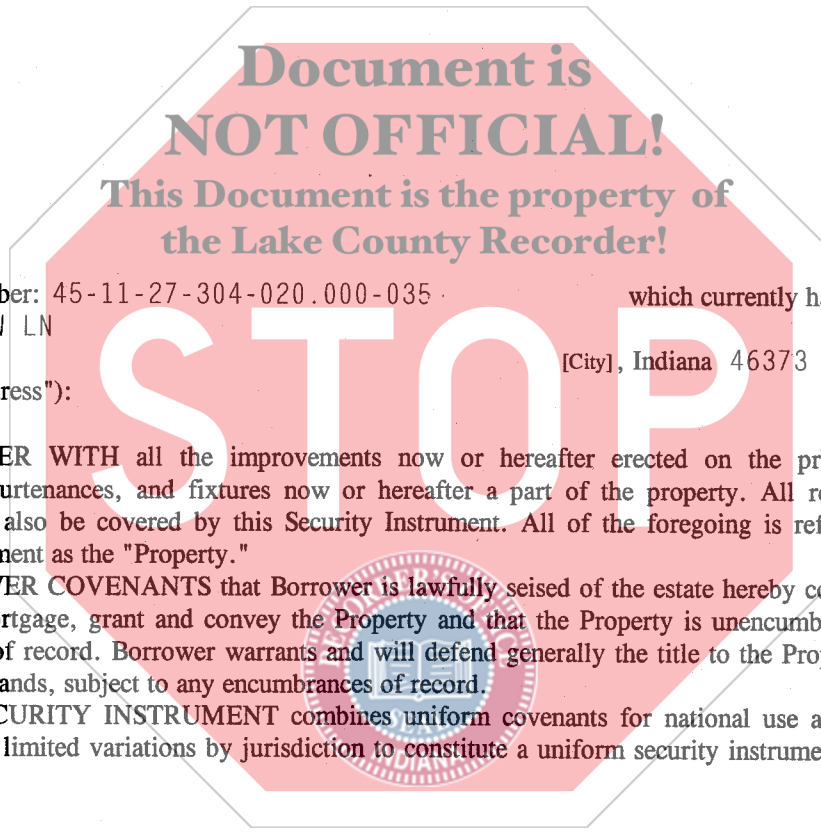 Document is
NOT OFFICIAL!
This Document is the property of
the Lake County Recorder!
ber: 45-11-27-304-020.000-035 which currently h
LN
[City], Indiana 46373
ress"):
STOP
ER WITH all the improvements now or hereafter erected on the pr
urtenances, and fixtures now or hereafter a part of the property. All r
also be covered by this Security Instrument. All of the foregoing is ref
ment as the "Property."
ER COVENANTS that Borrower is lawfully seised of the estate hereby c
rtgage, grant and convey the Property and that the Property is unencumb
of record. Borrower warrants and will defend generally the title to the Prop
ands, subject to any encumbrances of record.
CURITY INSTRUMENT combines uniform covenants for national use a
limited variations by jurisdiction to constitute a uniform security instrume
SEAL
INDIANA